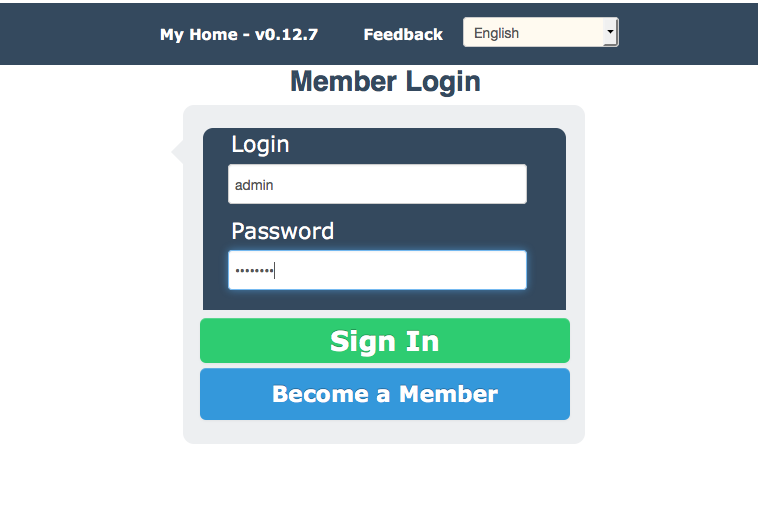 My Home - v0.12.7 Feedback English
Member Login
Login
admin
Password
••••••••
Sign In
Become a Member